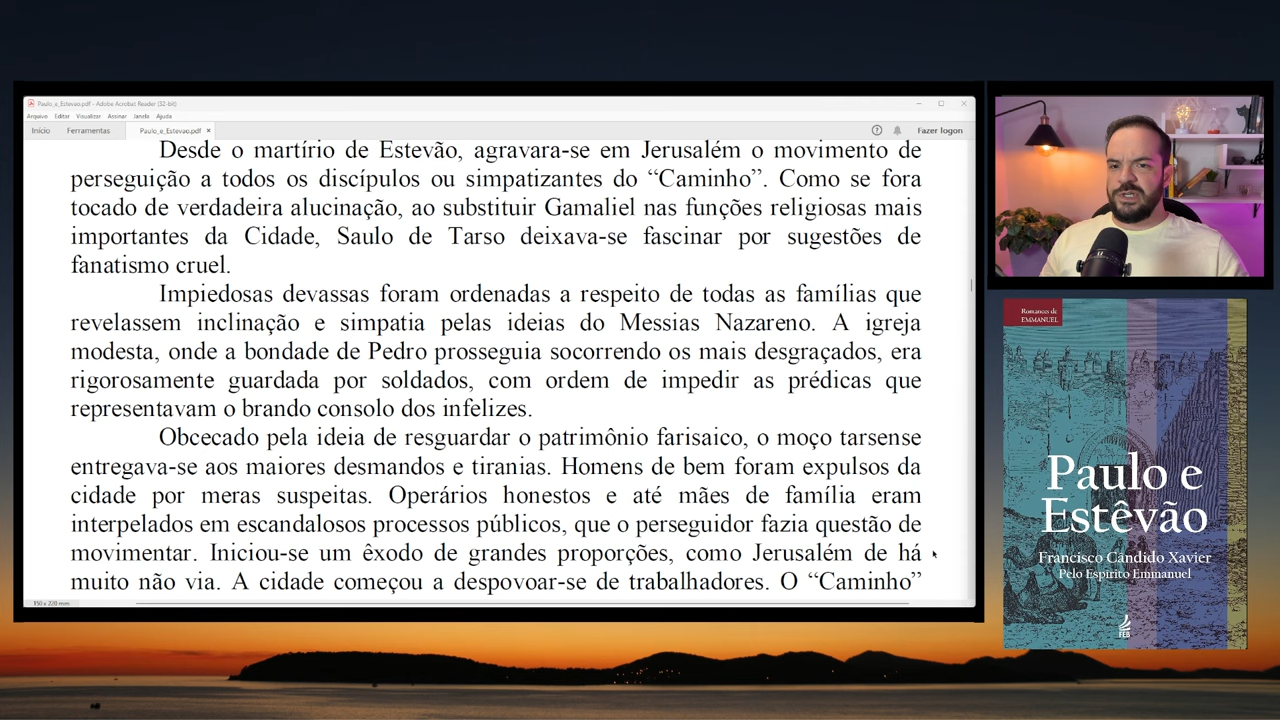 Paulo_e_Estevao.pdf - Adobe Acrobat Reader (32-bit)
Arquivo Editar Visualizar Assinar Janela Ajuda
Início Ferramentas Paulo_e_Estevao.pdf × Fazer logon
Desde o martírio de Estevão, agravara-se em Jerusalém o movimento de
perseguição a todos os discípulos ou simpatizantes do “Caminho”. Como se fora
tocado de verdadeira alucinação, ao substituir Gamaliel nas funções religiosas mais
importantes da Cidade, Saulo de Tarso deixava-se fascinar por sugestões de
fanatismo cruel.
Impiedosas devassas foram ordenadas a respeito de todas as famílias que
revelassem inclinação e simpatia pelas ideias do Messias Nazareno. A igreja
modesta, onde a bondade de Pedro prosseguia socorrendo os mais desgraçados, era
rigorosamente guardada por soldados, com ordem de impedir as prédicas que
representavam o brando consolo dos infelizes.
Obcecado pela ideia de resguardar o patrimônio farisaico, o moço tarsense
entregava-se aos maiores desmandos e tiranias. Homens de bem foram expulsos da
cidade por meras suspeitas. Operários honestos e até mães de família eram
interpelados em escandalosos processos públicos, que o perseguidor fazia questão de
movimentar. Iniciou-se um êxodo de grandes proporções, como Jerusalém de há
muito não via. A cidade começou a despovoar-se de trabalhadores. O “Caminho”
150 x 220 mm
Romances de
EMMANUEL
Paulo e
Estêvão
Francisco Cândido Xavier
Pelo Espírito Emmanuel
FEB